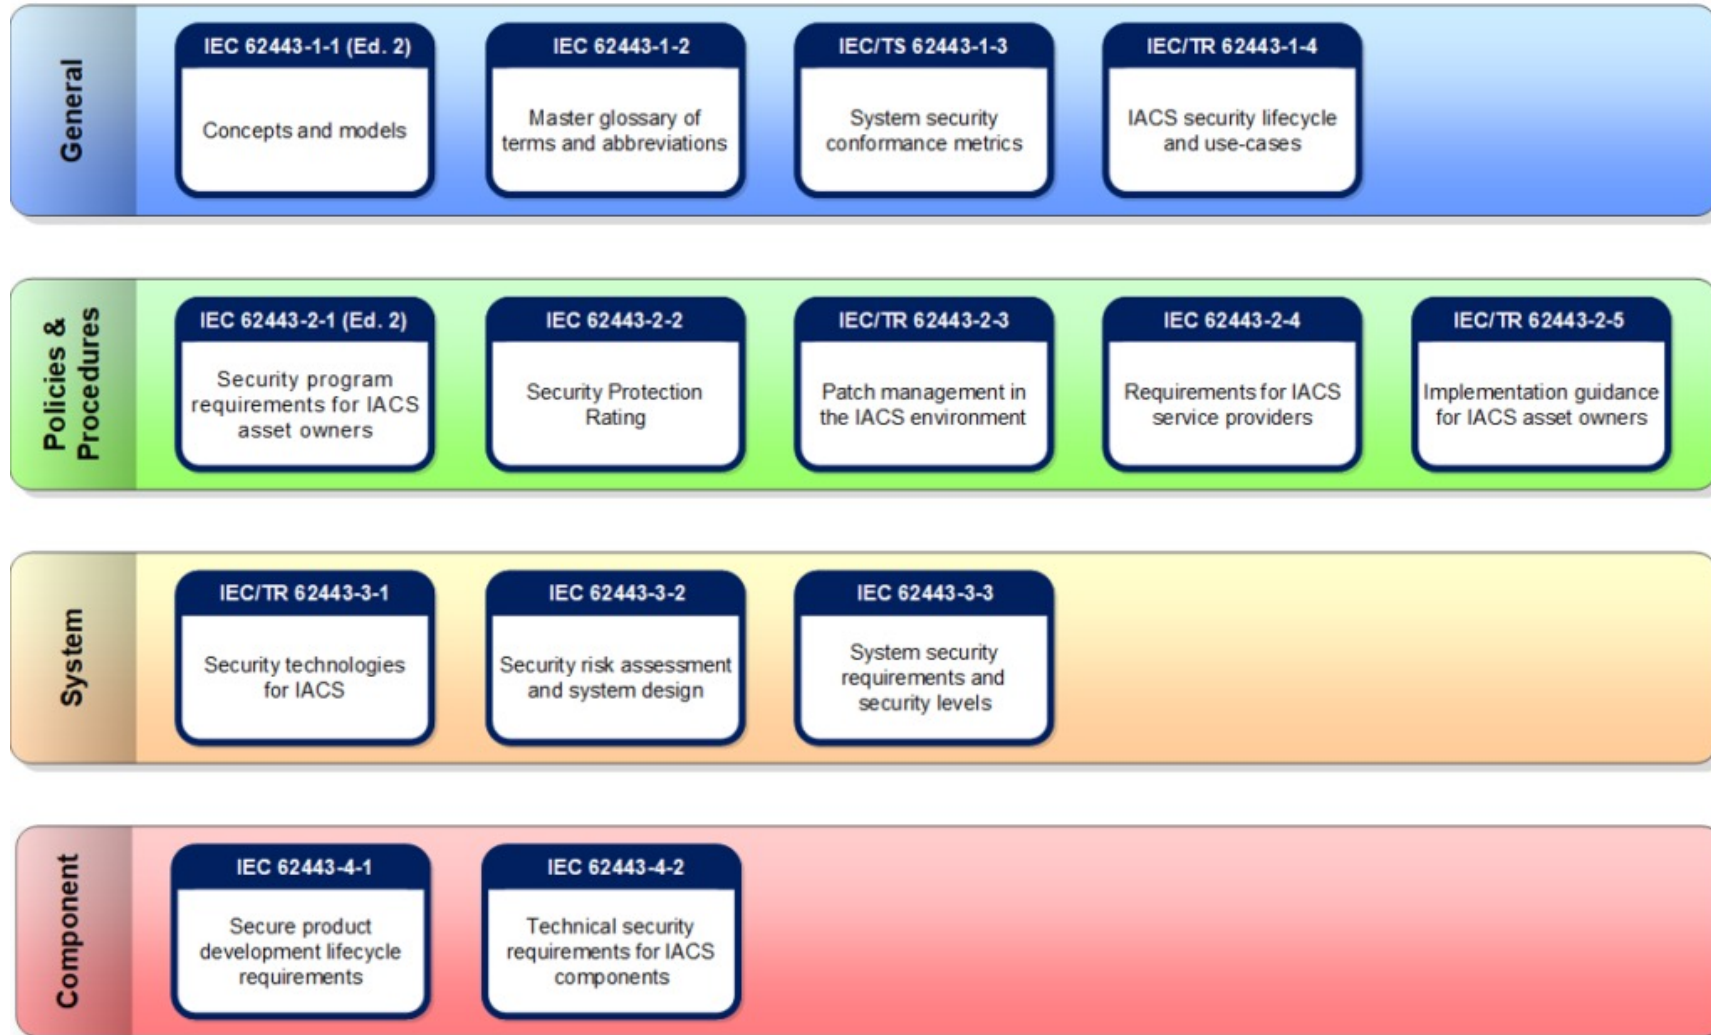 General
IEC 62443-1-1 (Ed. 2)
Concepts and models
IEC 62443-1-2
Master glossary of
terms and abbreviations
IEC/TS 62443-1-3
System security
conformance metrics
IEC/TR 62443-1-4
IACS security lifecycle
and use-cases
Policies &
Procedures
IEC 62443-2-1 (Ed. 2)
Security program
requirements for IACS
asset owners
IEC 62443-2-2
Security Protection
Rating
IEC/TR 62443-2-3
Patch management in
the IACS environment
IEC 62443-2-4
Requirements for IACS
service providers
IEC/TR 62443-2-5
Implementation guidance
for IACS asset owners
System
IEC/TR 62443-3-1
Security technologies
for IACS
IEC 62443-3-2
Security risk assessment
and system design
IEC 62443-3-3
System security
requirements and
security levels
Component
IEC 62443-4-1
Secure product
development lifecycle
requirements
IEC 62443-4-2
Technical security
requirements for IACS
components